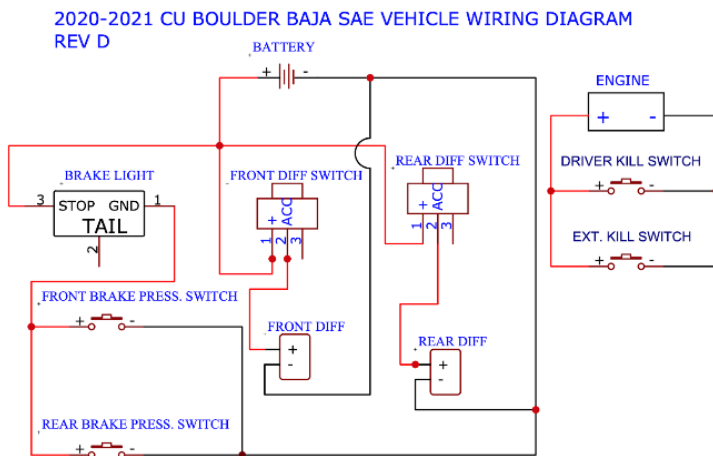 2020-2021 CU BOULDER BAJA SAE VEHICLE WIRING DIAGRAM
REV D
BATTERY
+ -
ENGINE
+ -
DRIVER KILL SWITCH
+ -
EXT. KILL SWITCH
+ -
BRAKE LIGHT
3 STOP GND 1
TAIL
2
FRONT DIFF SWITCH
+ ACC
1 2 3
REAR DIFF SWITCH
+ ACC
1 2 3
FRONT BRAKE PRESS. SWITCH
+ -
FRONT DIFF
+
-
REAR DIFF
+
-
REAR BRAKE PRESS. SWITCH
+ -